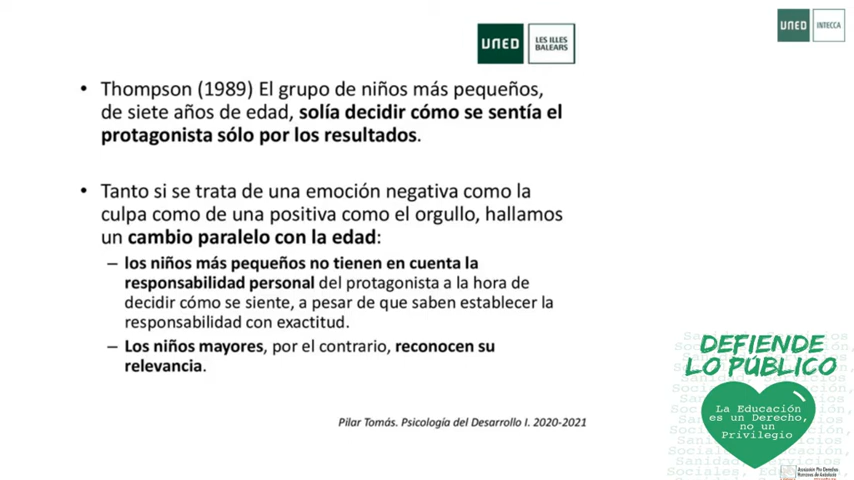 UNED
LES ILLES
BALEARS
UNED
INTECCA
• Thompson (1989) El grupo de niños más pequeños,
de siete años de edad, solía decidir cómo se sentía el
protagonista sólo por los resultados.
• Tanto si se trata de una emoción negativa como la
culpa como de una positiva como el orgullo, hallamos
un cambio paralelo con la edad:
– los niños más pequeños no tienen en cuenta la
responsabilidad personal del protagonista a la hora de
decidir cómo se siente, a pesar de que saben establecer la
responsabilidad con exactitud.
– Los niños mayores, por el contrario, reconocen su
relevancia.
Pilar Tomás. Psicología del Desarrollo I. 2020-2021
DEFIENDE
LO PÚBLICO
La Educación
es un Derecho,
no un
Privilegio